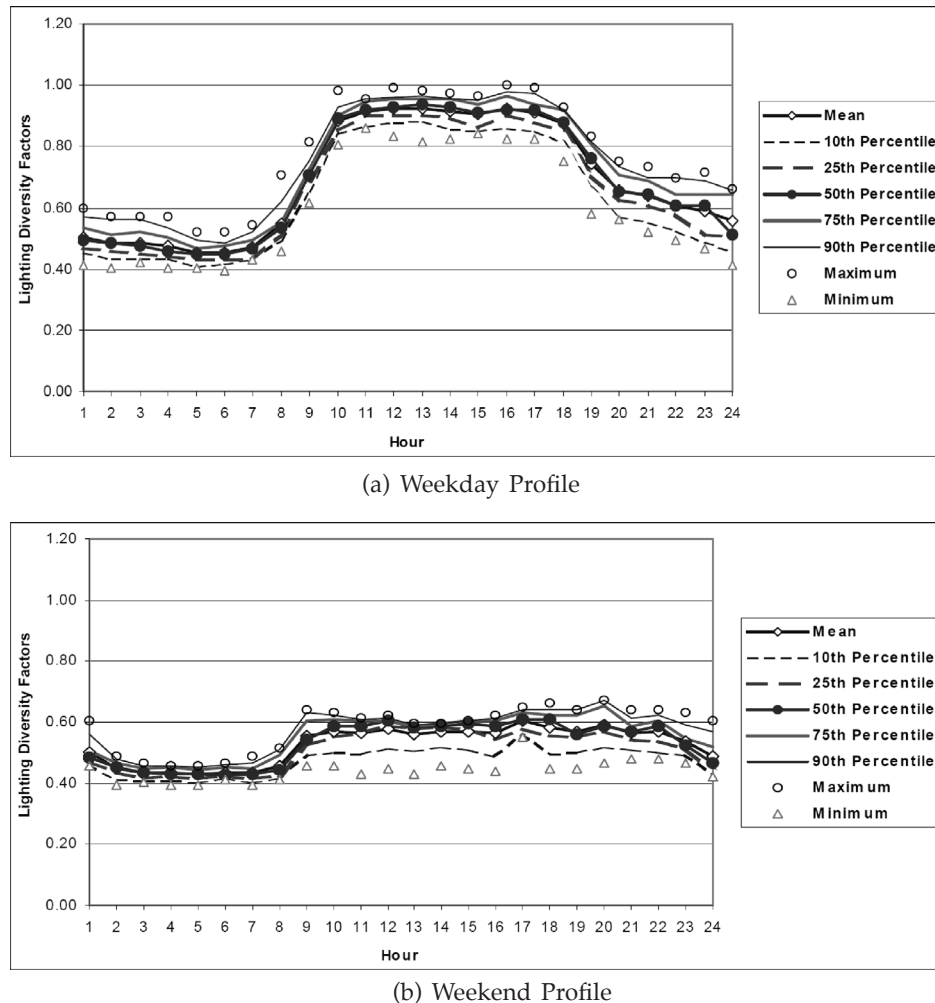 1.20
1.00
0.80
0.60
0.40
0.20
0.00
Lighting Diversity Factors
1 2 3 4 5 6 7 8 9 10 11 12 13 14 15 16 17 18 19 20 21 22 23 24
Hour
Mean
10th Percentile
25th Percentile
50th Percentile
75th Percentile
90th Percentile
Maximum
Minimum
(a) Weekday Profile
1.20
1.00
0.80
0.60
0.40
0.20
0.00
Lighting Diversity Factors
1 2 3 4 5 6 7 8 9 10 11 12 13 14 15 16 17 18 19 20 21 22 23 24
Hour
Mean
10th Percentile
25th Percentile
50th Percentile
75th Percentile
90th Percentile
Maximum
Minimum
(b) Weekend Profile